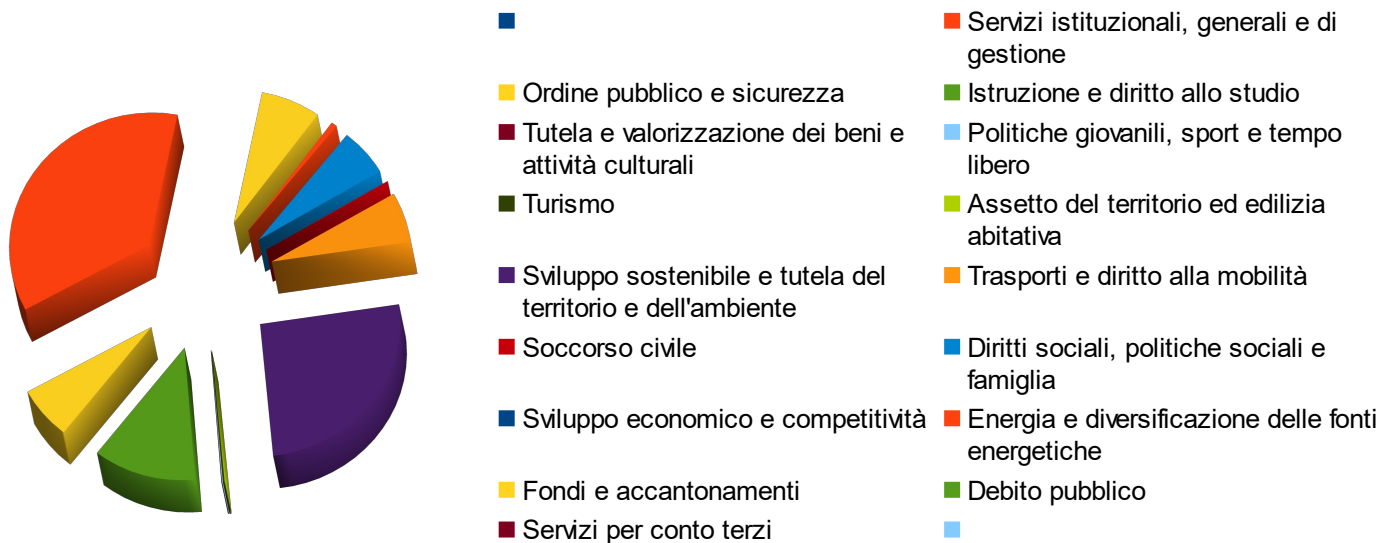 Servizi istituzionali, generali e di
gestione
Ordine pubblico e sicurezza
Istruzione e diritto allo studio
Tutela e valorizzazione dei beni e
attività culturali
Politiche giovanili, sport e tempo
libero
Turismo
Assetto del territorio ed edilizia
abitativa
Sviluppo sostenibile e tutela del
territorio e dell'ambiente
Trasporti e diritto alla mobilità
Soccorso civile
Diritti sociali, politiche sociali e
famiglia
Sviluppo economico e competitività
Energia e diversificazione delle fonti
energetiche
Fondi e accantonamenti
Debito pubblico
Servizi per conto terzi